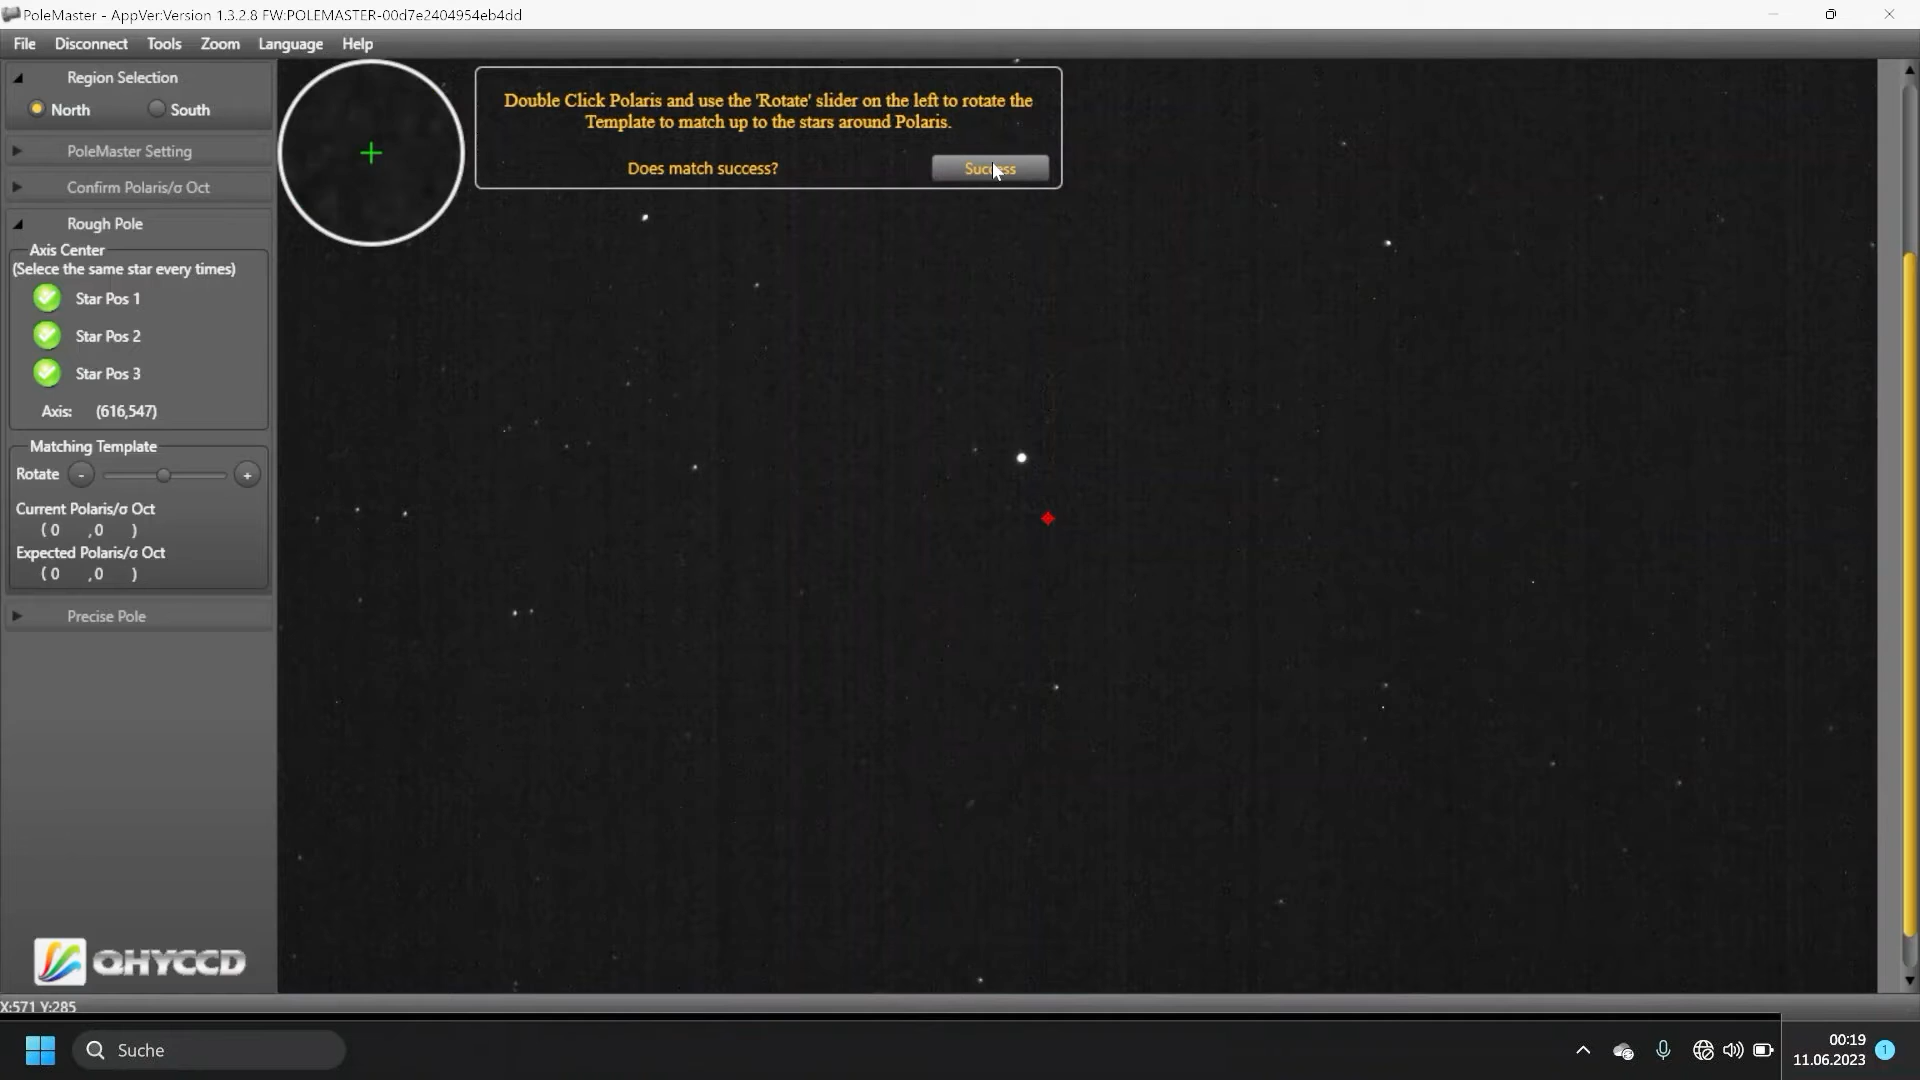 PoleMaster - AppVer:Version 1.3.2.8 FW:POLEMASTER-00d7e2404954eb4dd
File Disconnect Tools Zoom Language Help
Region Selection
North South
PoleMaster Setting
Confirm Polaris/σ Oct
Rough Pole
Axis Center
(Selece the same star every times)
Star Pos 1
Star Pos 2
Star Pos 3
Axis: (616,547)
Matching Template
Rotate - +
Current Polaris/σ Oct
(0 ,0 )
Expected Polaris/σ Oct
(0 ,0 )
Precise Pole
Double Click Polaris and use the 'Rotate' slider on the left to rotate the
Template to match up to the stars around Polaris.
Does match success? Success
QHYCCD
X:571 Y:285
Suche
00:19
11.06.2023 1